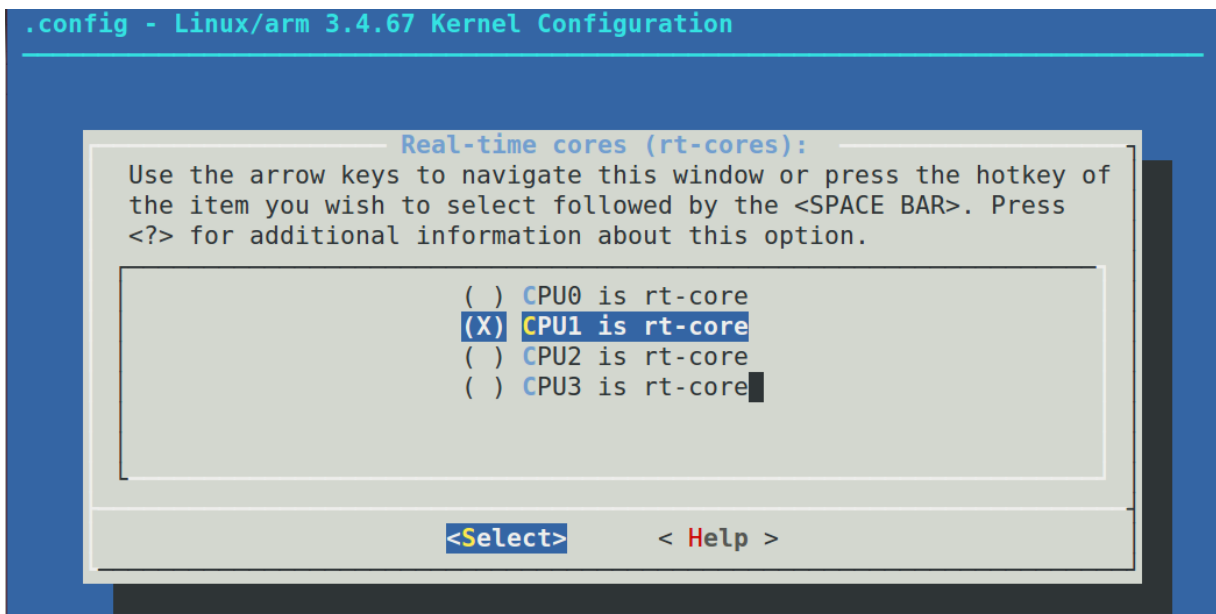 .config - Linux/arm 3.4.67 Kernel Configuration
Real-time cores (rt-cores):
Use the arrow keys to navigate this window or press the hotkey of
the item you wish to select followed by the <SPACE BAR>. Press
<?> for additional information about this option.
( ) CPU0 is rt-core
(X) CPU1 is rt-core
( ) CPU2 is rt-core
( ) CPU3 is rt-core
<Select> < Help >